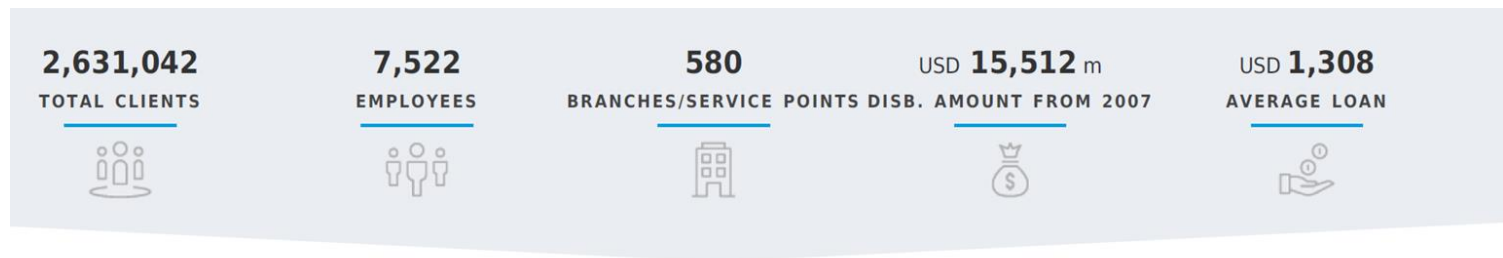 2,631,042
TOTAL CLIENTS
7,522
EMPLOYEES
580
BRANCHES/SERVICE POINTS
USD 15,512 m
DISB. AMOUNT FROM 2007
USD 1,308
AVERAGE LOAN
$